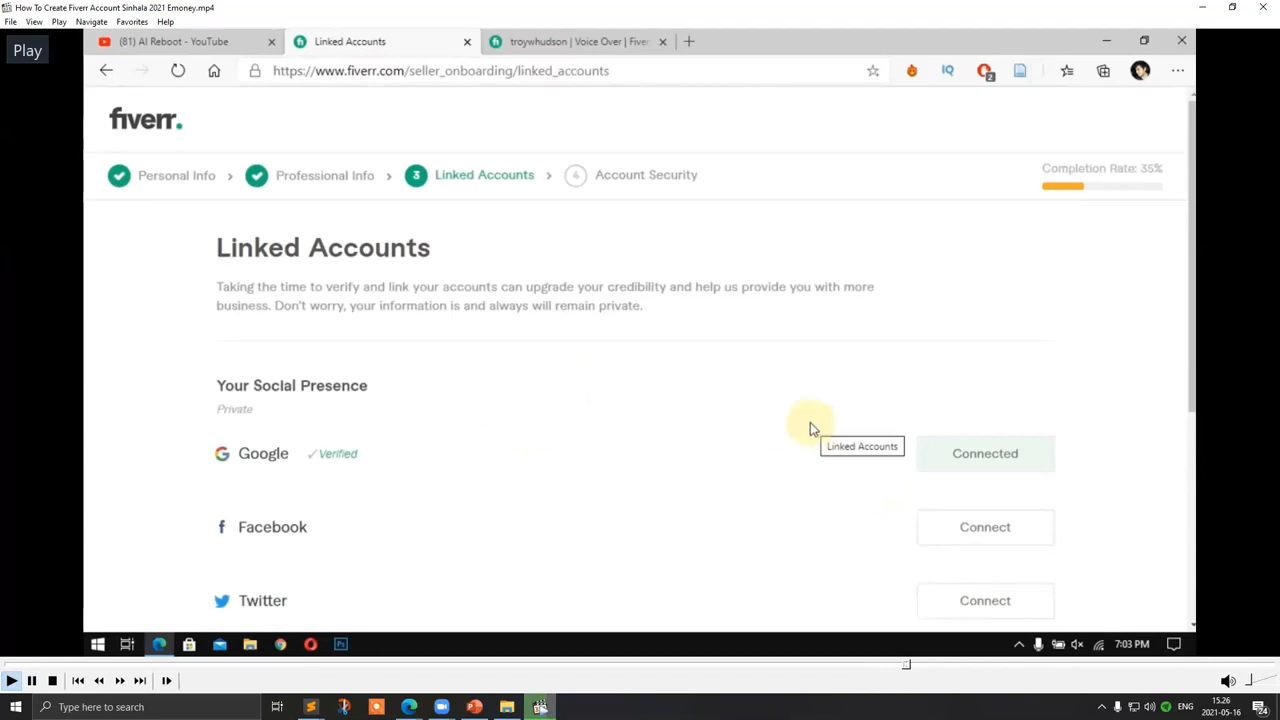 How To Create Fiverr Account Sinhala 2021 Emoney.mp4
File View Play Navigate Favorites Help
Play
(81) AI Reboot - YouTube
Linked Accounts
troywhudson | Voice Over | Fiver
https://www.fiverr.com/seller_onboarding/linked_accounts
IQ
2
fiverr.
Personal Info
Professional Info
3 Linked Accounts
4 Account Security
Completion Rate: 35%
Linked Accounts
Taking the time to verify and link your accounts can upgrade your credibility and help us provide you with more
business. Don't worry, your information is and always will remain private.
Your Social Presence
Private
Google ✓Verified
Linked Accounts
Connected
Facebook
Connect
Twitter
Connect
Ps
7:03 PM
Type here to search
ENG
15.26
2021-05-16
24